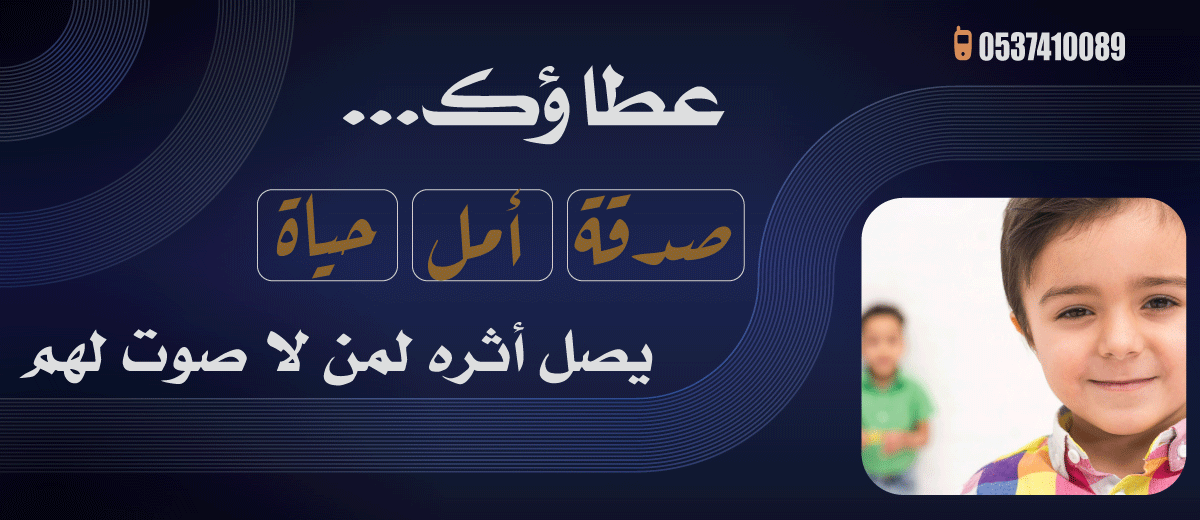 0537410089
عطاؤك...
صدقة أمل حياة
يصل أثره لمن لا صوت لهم